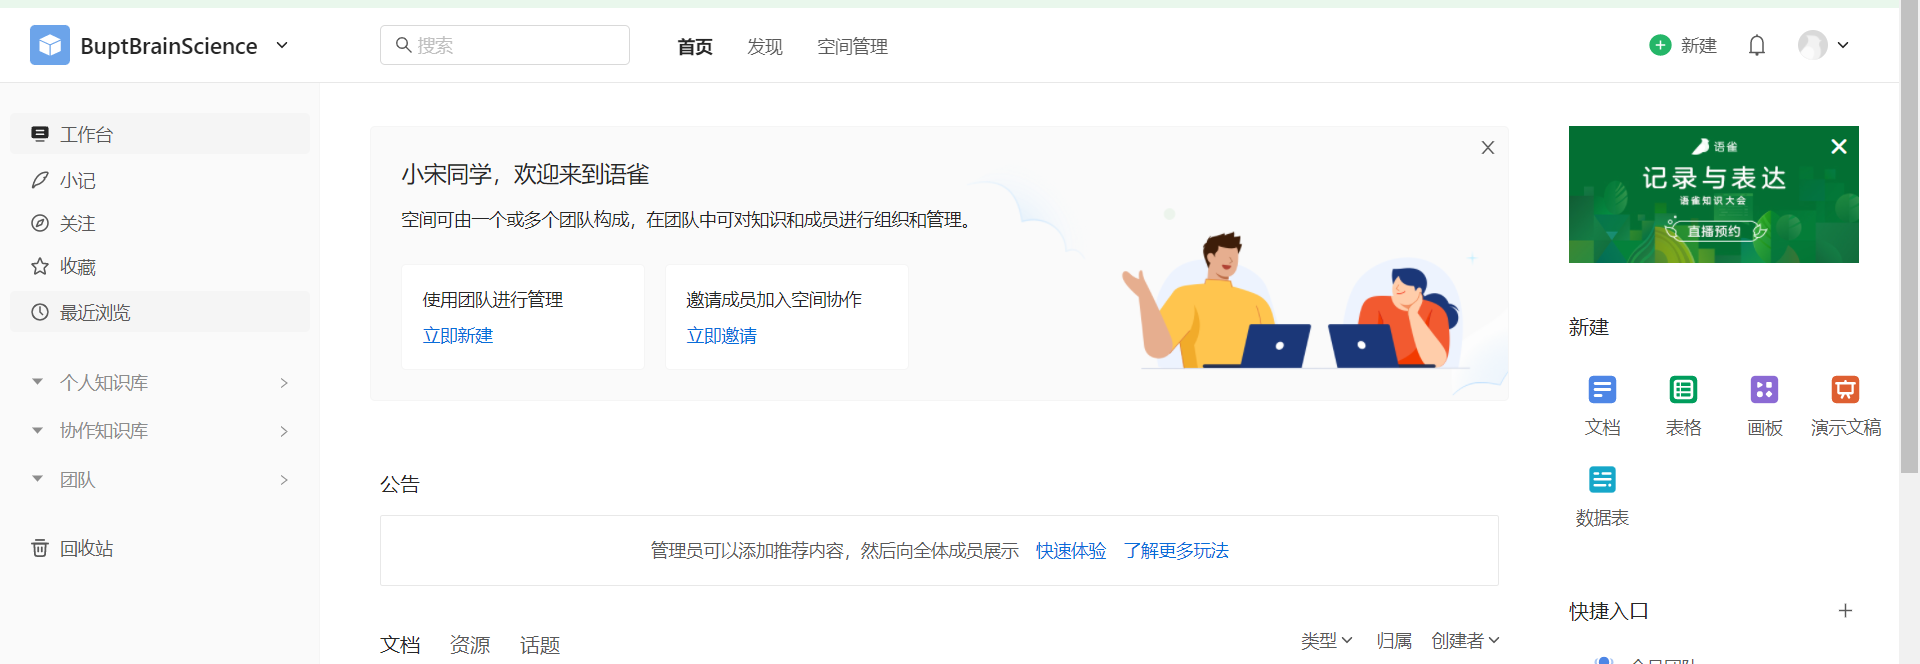 BuptBrainScience
搜索
首页
发现
空间管理
新建
工作台
小记
关注
收藏
最近浏览
个人知识库
协作知识库
团队
回收站
小宋同学，欢迎来到语雀
空间可由一个或多个团队构成，在团队中可对知识和成员进行组织和管理。
使用团队进行管理
立即新建
邀请成员加入空间协作
立即邀请
公告
管理员可以添加推荐内容，然后向全体成员展示 快速体验 了解更多玩法
文档
资源
话题
类型
归属
创建者
语雀
记录与表达
语雀知识大会
直播预约
新建
文档
表格
画板
演示文稿
数据表
快捷入口